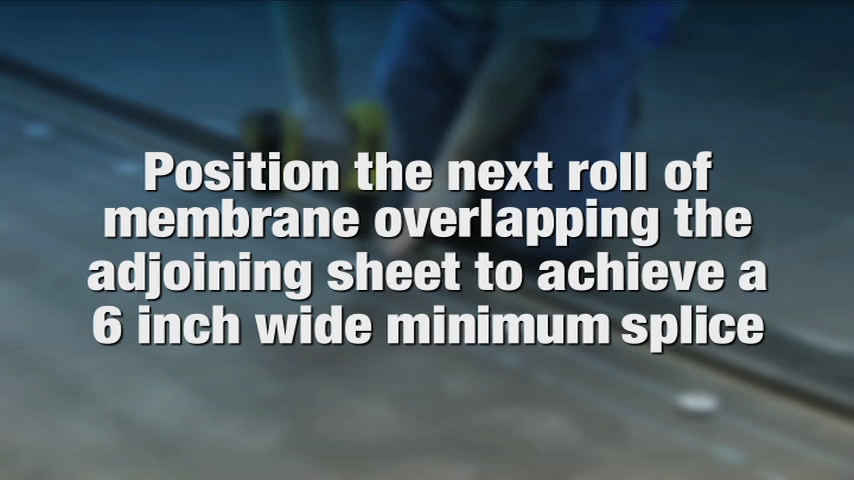 Position the next roll of
membrane overlapping the
adjoining sheet to achieve a
6 inch wide minimum splice